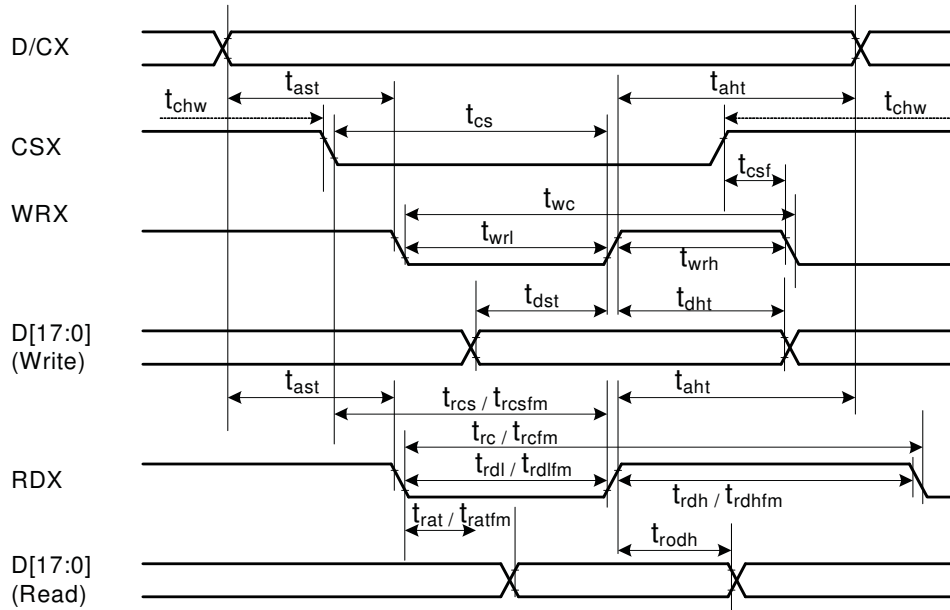 D/CX
tast
taht
tchw
tchw
tcs
CSX
tcsf
WRX
twc
twrl
twrh
tdst
tdht
D[17:0]
(Write)
tast
taht
trcs / trcsfm
trc / trcfm
RDX
trdl / trdlfm
trdh / trdhfm
trat / tratfm
trodh
D[17:0]
(Read)